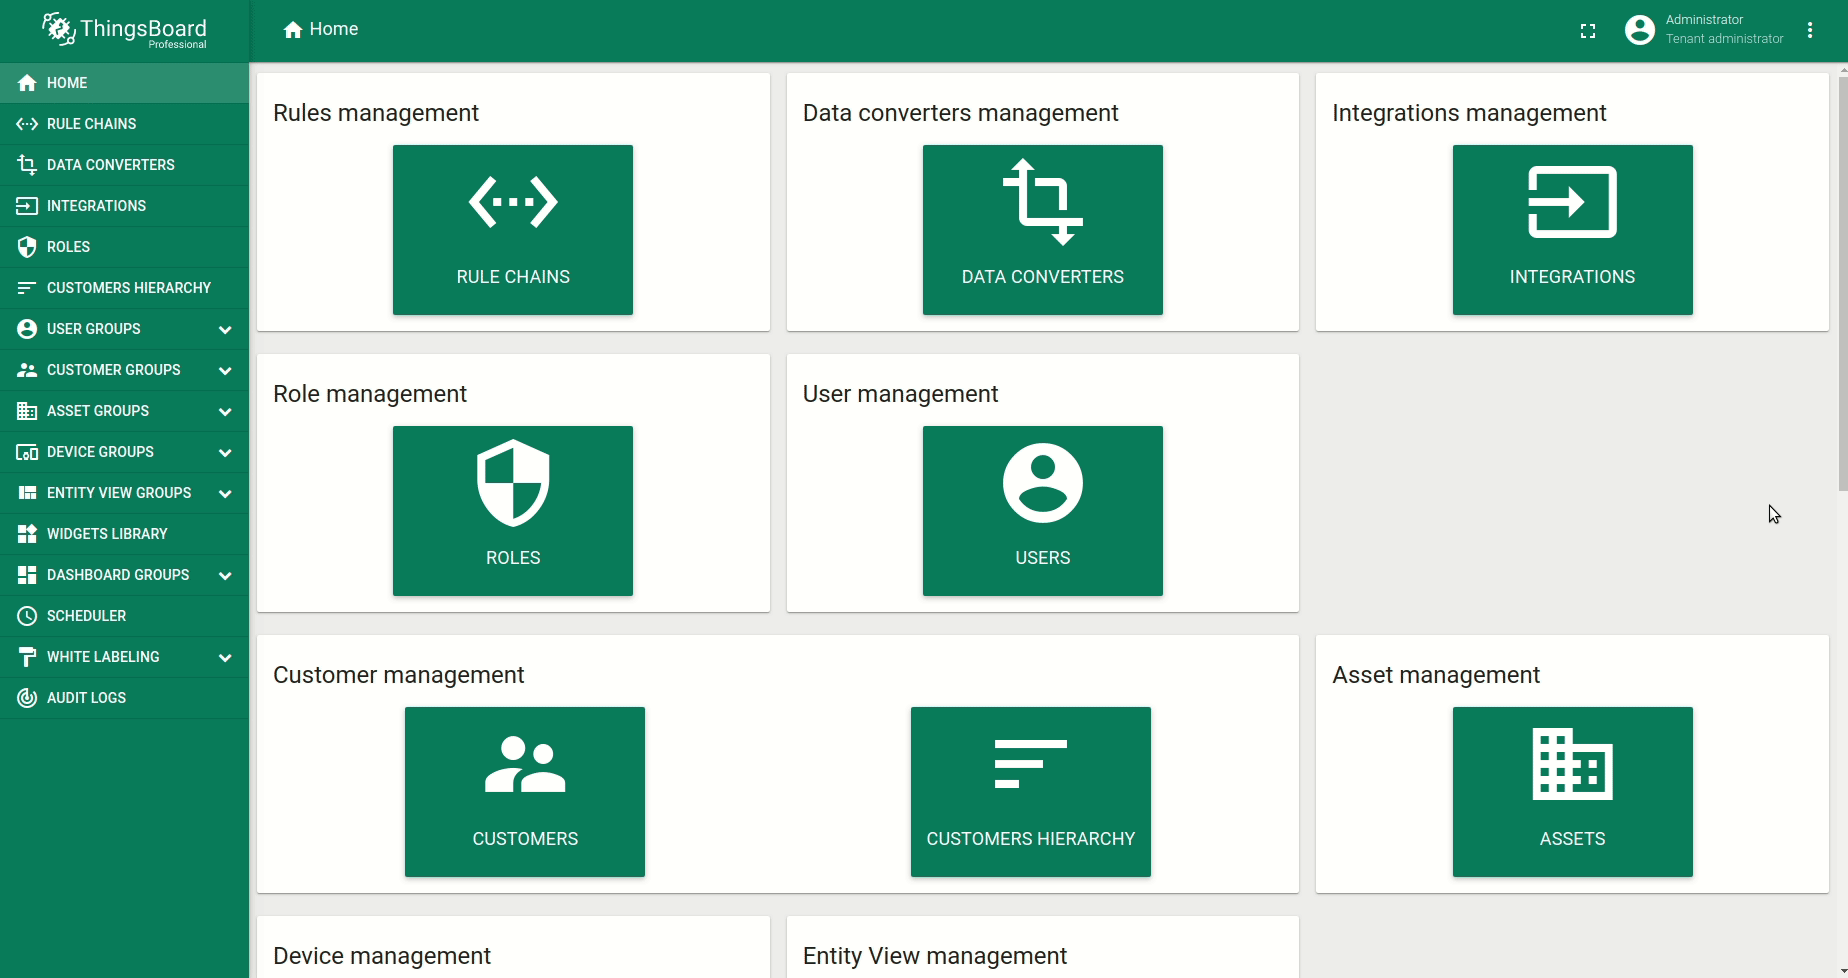 ThingsBoard
Professional
Home
Administrator
Tenant administrator
HOME
RULE CHAINS
DATA CONVERTERS
INTEGRATIONS
ROLES
CUSTOMERS HIERARCHY
USER GROUPS
CUSTOMER GROUPS
ASSET GROUPS
DEVICE GROUPS
ENTITY VIEW GROUPS
WIDGETS LIBRARY
DASHBOARD GROUPS
SCHEDULER
WHITE LABELING
AUDIT LOGS
Rules management
RULE CHAINS
Data converters management
DATA CONVERTERS
Integrations management
INTEGRATIONS
Role management
ROLES
User management
USERS
Customer management
CUSTOMERS
CUSTOMERS HIERARCHY
Asset management
ASSETS
Device management
Entity View management